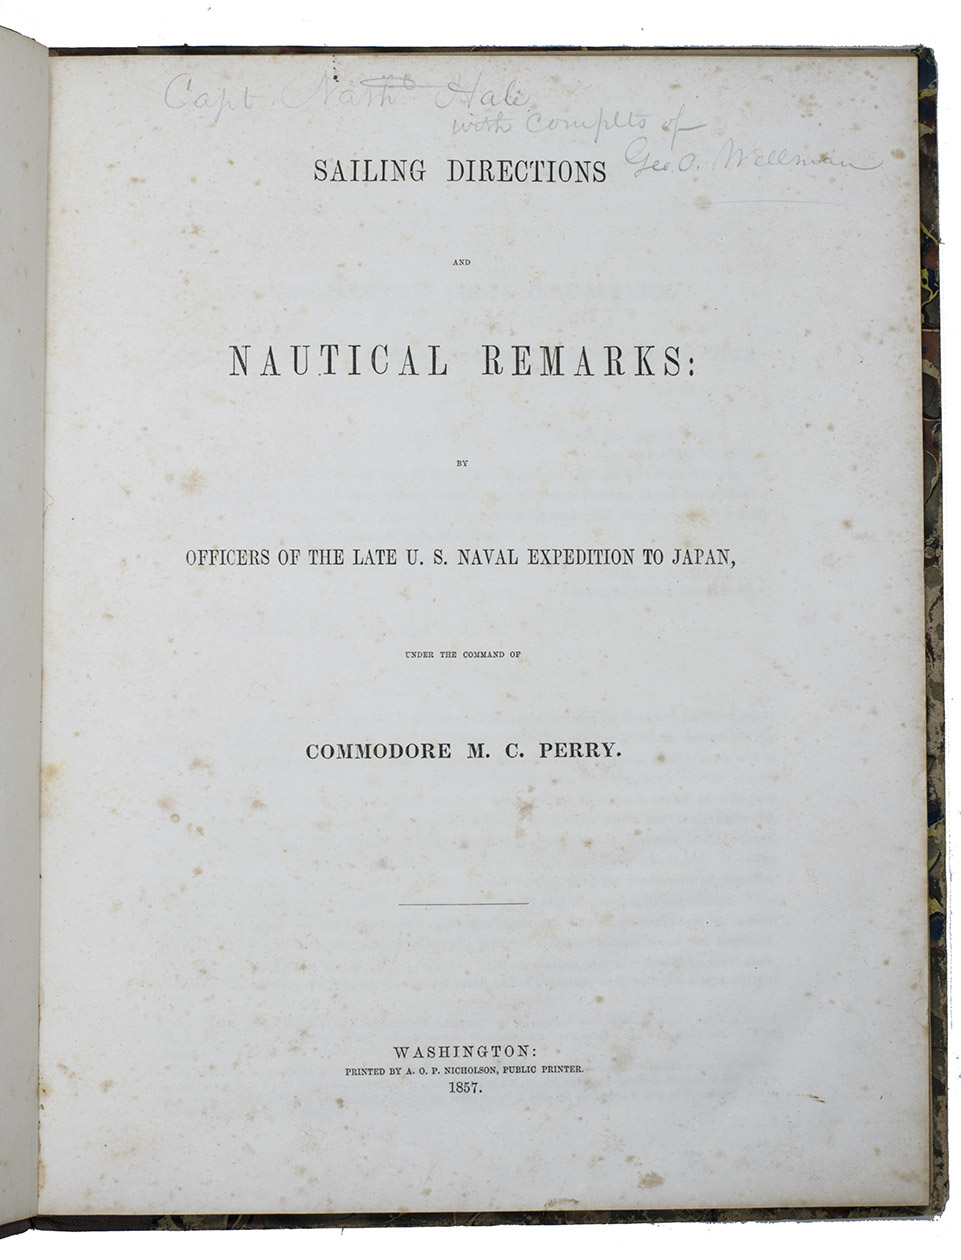 Capt Nathl Hale
with complts of
Geo. O. Wellman
SAILING DIRECTIONS
AND
NAUTICAL REMARKS:
BY
OFFICERS OF THE LATE U. S. NAVAL EXPEDITION TO JAPAN,
UNDER THE COMMAND OF
COMMODORE M. C. PERRY.
WASHINGTON:
PRINTED BY A. O. P. NICHOLSON, PUBLIC PRINTER.
1857.